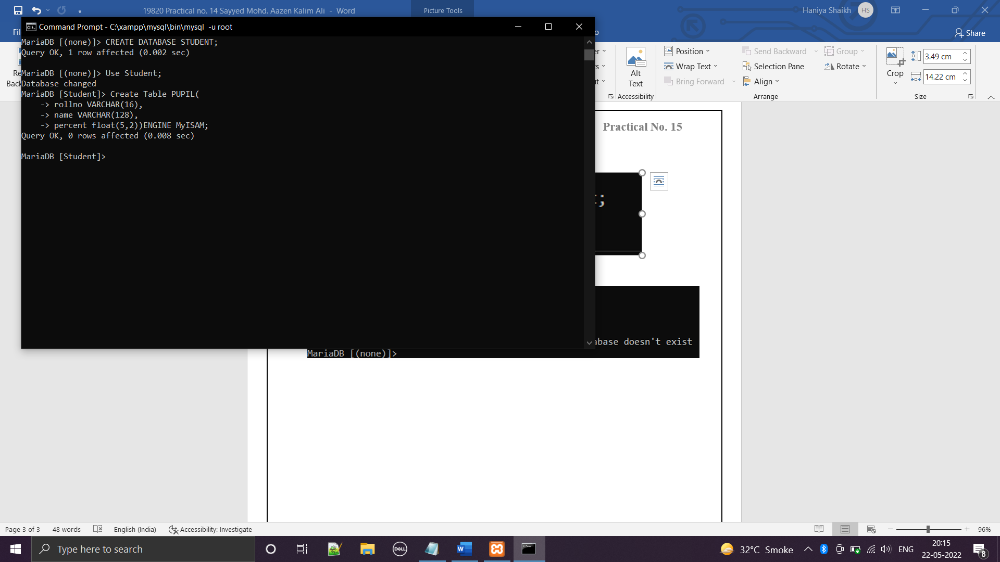 19820 Practical no. 14 Sayyed Mohd. Aazen Kalim Ali - Word
Picture Tools
Haniya Shaikh
HS
Command Prompt - C:\xampp\mysql\bin\mysql -u root
Share
MariaDB [(none)]> CREATE DATABASE STUDENT;
Query OK, 1 row affected (0.002 sec)
MariaDB [(none)]> Use Student;
Database changed
MariaDB [Student]> Create Table PUPIL(
-> rollno VARCHAR(16),
-> name VARCHAR(128),
-> percent float(5,2))ENGINE MyISAM;
Query OK, 0 rows affected (0.008 sec)
MariaDB [Student]>
Alt
Text
Accessibility
Position
Wrap Text
Bring Forward
Send Backward
Selection Pane
Align
Group
Rotate
Arrange
Crop
3.49 cm
14.22 cm
Size
Practical No. 15
t;
abase doesn't exist
MariaDB [(none)]>
Page 3 of 3
48 words
English (India)
Accessibility: Investigate
96%
Type here to search
DELL
32°C Smoke
ENG
20:15
22-05-2022
8